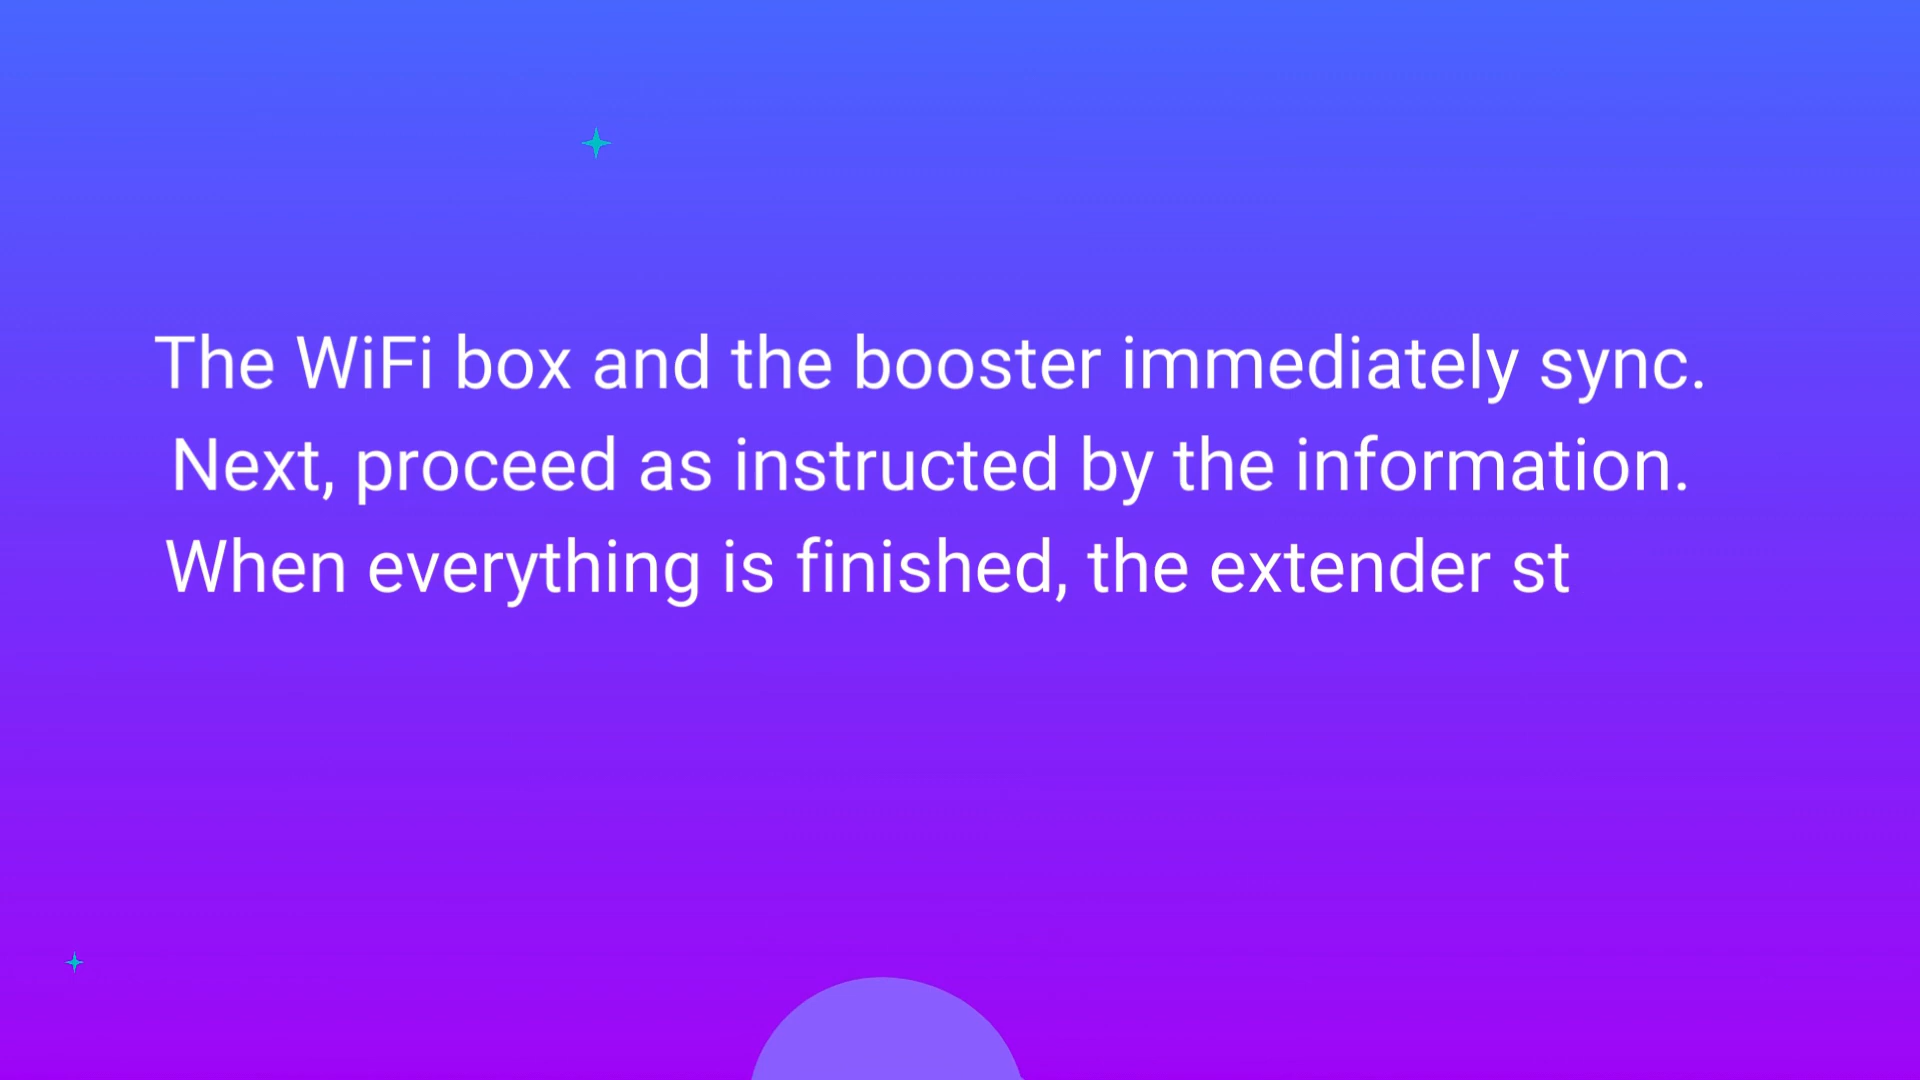 The WiFi box and the booster immediately sync.
Next, proceed as instructed by the information.
When everything is finished, the extender st